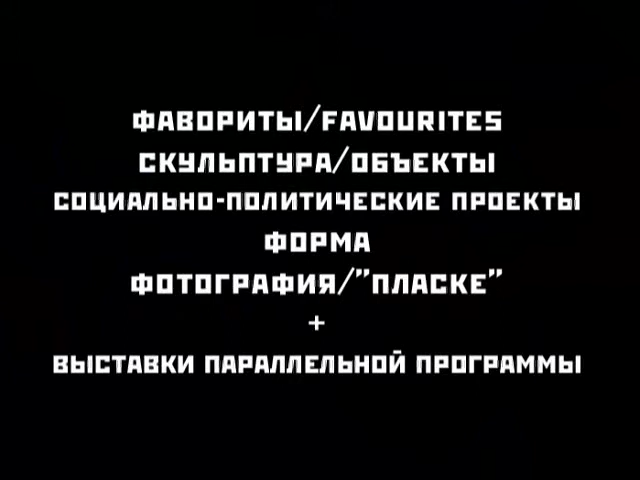 ФАВОРИТЫ/FAVOURITES
СКУЛЬПТУРА/ОБЪЕКТЫ
СОЦИАЛЬНО-ПОЛИТИЧЕСКИЕ ПРОЕКТЫ
ФОРМА
ФОТОГРАФИЯ/"ПЛАСКЕ"
+
ВЫСТАВКИ ПАРАЛЛЕЛЬНОЙ ПРОГРАММЫ